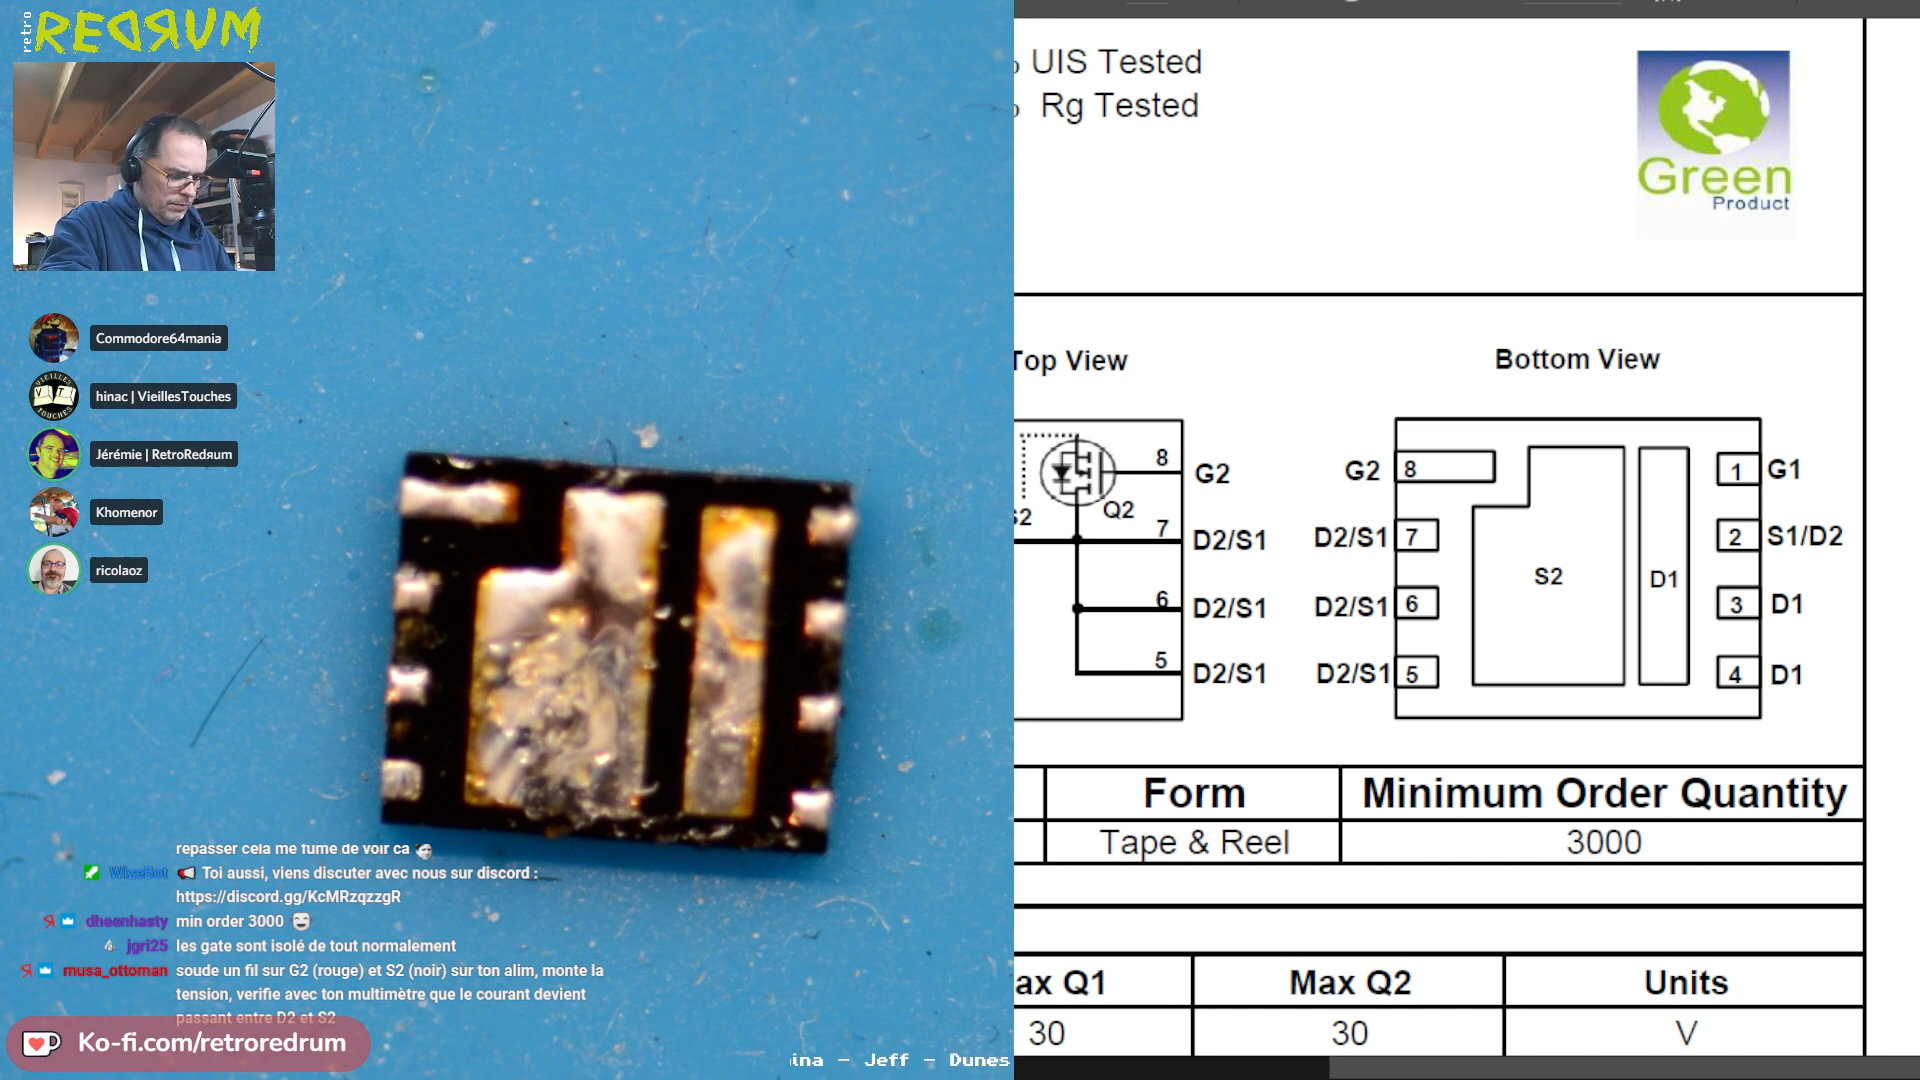 retro
REDRUM
Commodore64mania
hinac | VieillesTouches
Jérémie | RetroRedяum
Khomenor
ricolaoz
repasser cela me fume de voir ca
WizeBot Toi aussi, viens discuter avec nous sur discord :
https://discord.gg/KcMRzqzzgR
dheenhasty min order 3000
jgri25 les gate sont isolé de tout normalement
musa_ottoman soude un fil sur G2 (rouge) et S2 (noir) sur ton alim, monte la
tension, verifie avec ton multimètre que le courant devient
passant entre D2 et S2
Ko-fi.com/retroredrum
ina - Jeff - Dunes
UIS Tested
Rg Tested
Green
Product
Top View
Bottom View
8 G2
Q2
S2
7 D2/S1
6 D2/S1
5 D2/S1
G2 8
D2/S1 7
D2/S1 6
D2/S1 5
S2
D1
1 G1
2 S1/D2
3 D1
4 D1
Form Minimum Order Quantity
Tape & Reel 3000
ax Q1 Max Q2 Units
30 30 V